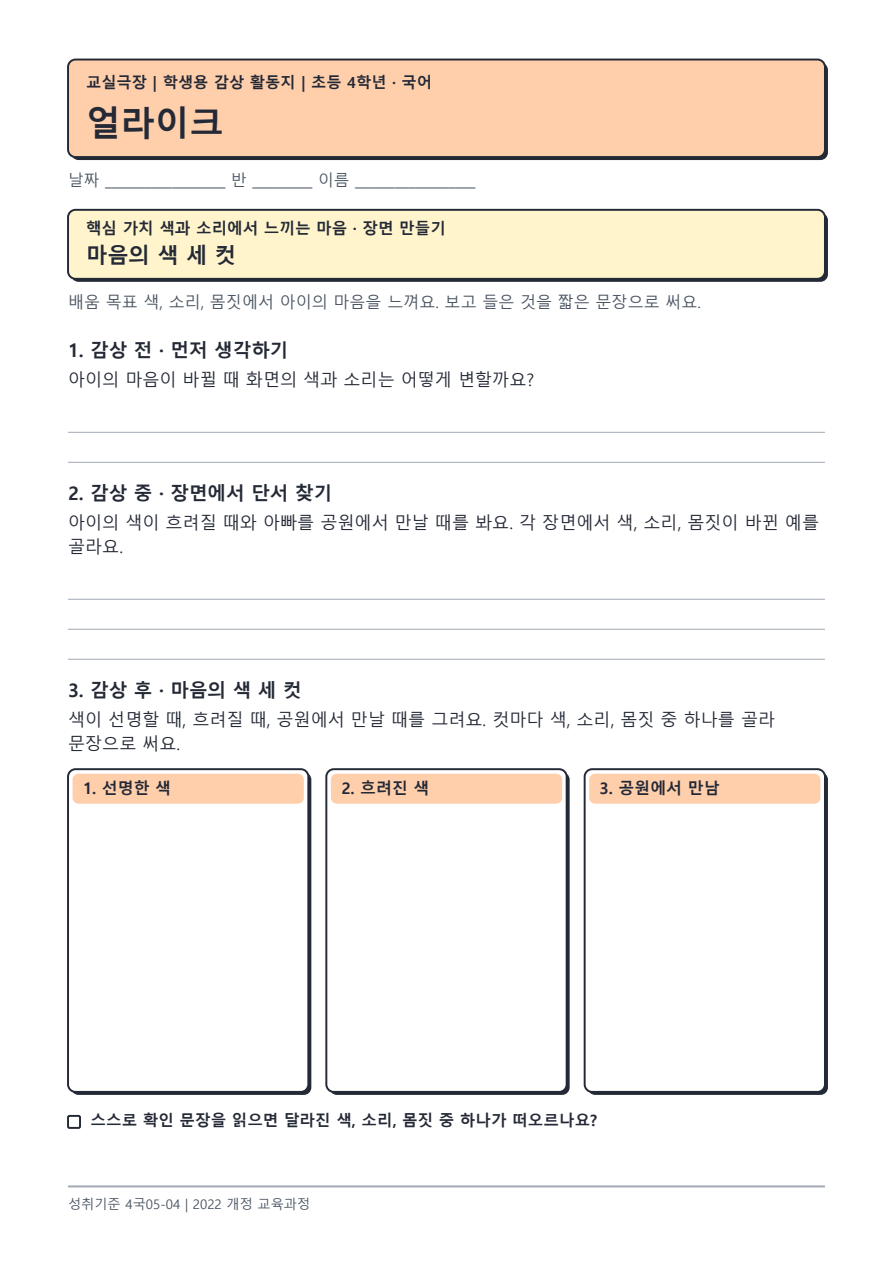 교실극장 | 학생용 감상 활동지 | 초등 4학년 · 국어
얼라이크
날짜 ________________ 반 ________ 이름 ________________
핵심 가치 색과 소리에서 느끼는 마음 · 장면 만들기
마음의 색 세 컷
배움 목표 색, 소리, 몸짓에서 아이의 마음을 느껴요. 보고 들은 것을 짧은 문장으로 써요.
1. 감상 전 · 먼저 생각하기
아이의 마음이 바뀔 때 화면의 색과 소리는 어떻게 변할까요?
2. 감상 중 · 장면에서 단서 찾기
아이의 색이 흐려질 때와 아빠를 공원에서 만날 때를 봐요. 각 장면에서 색, 소리, 몸짓이 바뀐 예를
골라요.
3. 감상 후 · 마음의 색 세 컷
색이 선명할 때, 흐려질 때, 공원에서 만날 때를 그려요. 컷마다 색, 소리, 몸짓 중 하나를 골라
문장으로 써요.
1. 선명한 색
2. 흐려진 색
3. 공원에서 만남
스스로 확인 문장을 읽으면 달라진 색, 소리, 몸짓 중 하나가 떠오르나요?
성취기준 4국05-04 | 2022 개정 교육과정